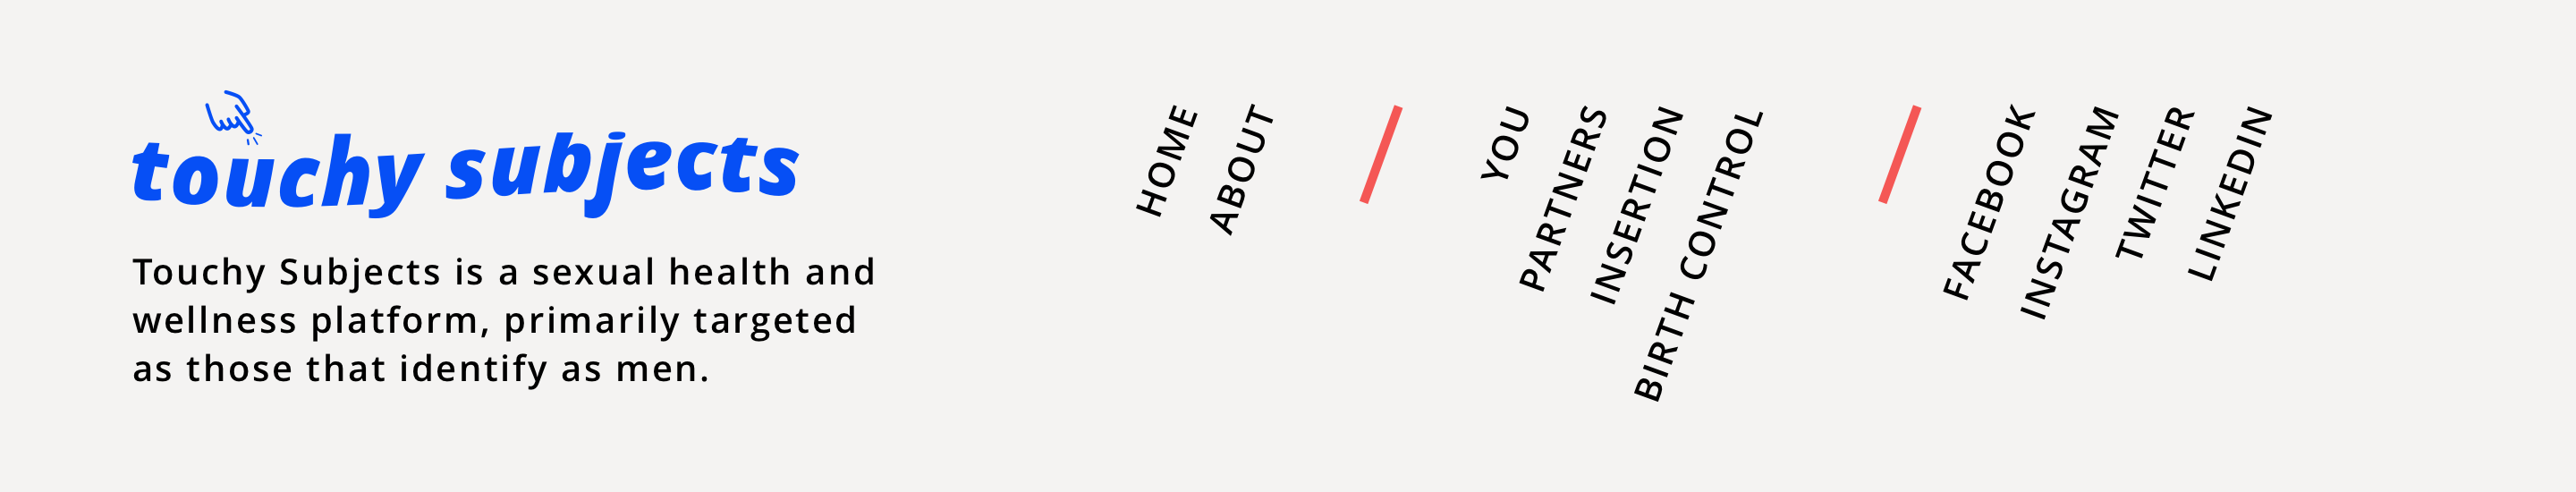 touchy subjects
Touchy Subjects is a sexual health and
wellness platform, primarily targeted
as those that identify as men.
HOME
ABOUT
YOU
PARTNERS
INSERTION
BIRTH CONTROL
FACEBOOK
INSTAGRAM
TWITTER
LINKEDIN